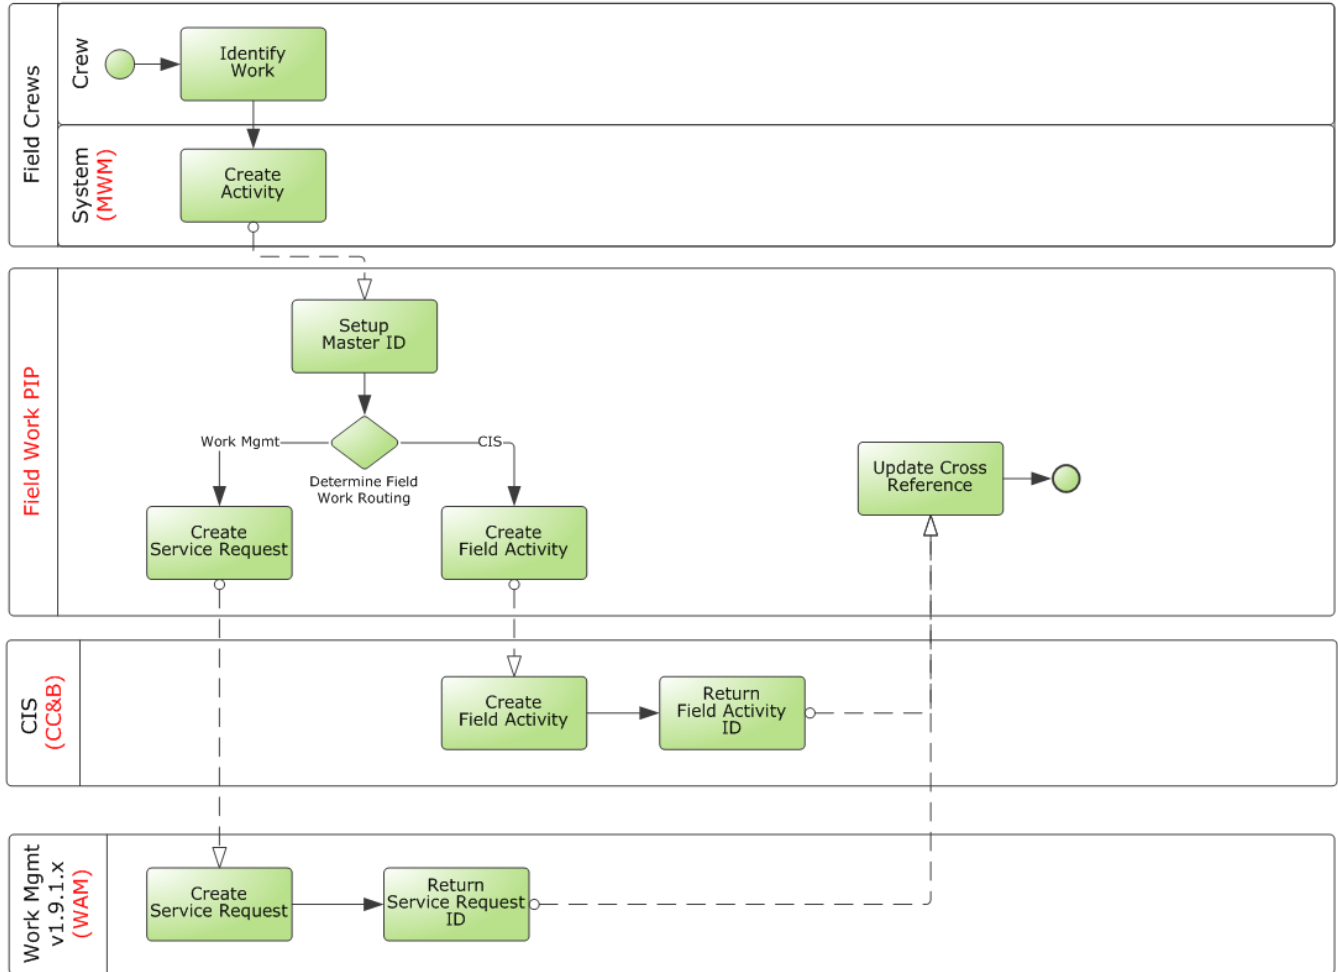 Field Crews
Crew
Identify
Work
System
(MWM)
Create
Activity
Field Work PIP
Setup
Master ID
Work Mgmt
CIS
Determine Field
Work Routing
Create
Service Request
Create
Field Activity
Update Cross
Reference
CIS
(CC&B)
Create
Field Activity
Return
Field Activity
ID
Work Mgmt
v1.9.1.x
(WAM)
Create
Service Request
Return
Service Request
ID